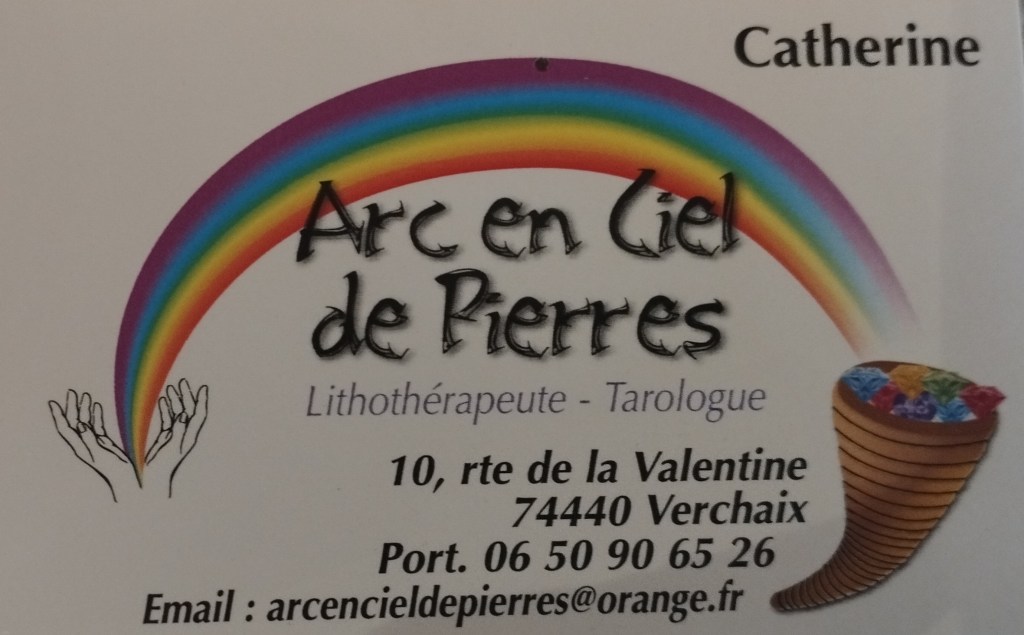 Catherine
Arc en Ciel
de Pierres
Lithothérapeute - Tarologue
10, rte de la Valentine
74440 Verchaix
Port. 06 50 90 65 26
Email : arcencieldepierres@orange.fr